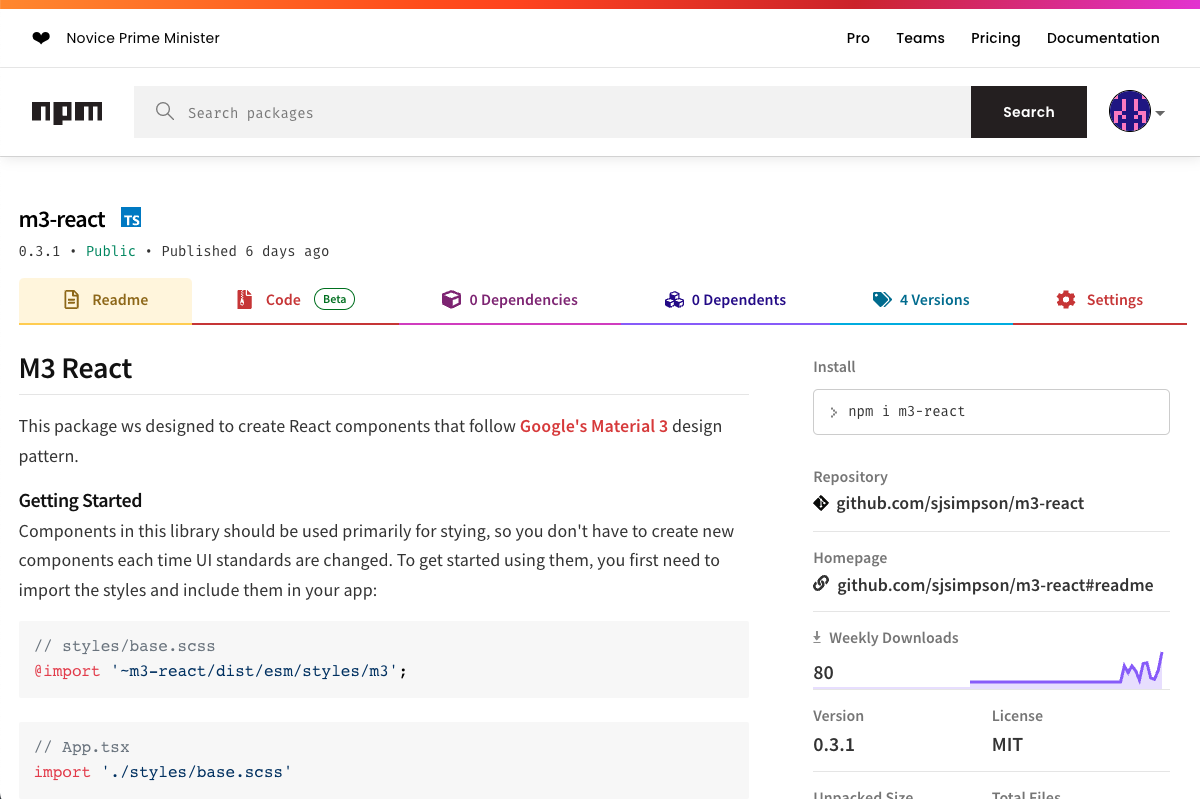 Novice Prime Minister
Pro Teams Pricing Documentation
npm
Search packages
Search
m3-react TS
0.3.1 • Public • Published 6 days ago
Readme
Code Beta
0 Dependencies
0 Dependents
4 Versions
Settings
M3 React
This package ws designed to create React components that follow Google's Material 3 design
pattern.
Getting Started
Components in this library should be used primarily for stying, so you don't have to create new
components each time UI standards are changed. To get started using them, you first need to
import the styles and include them in your app:
// styles/base.scss
@import '~m3-react/dist/esm/styles/m3';
// App.tsx
import './styles/base.scss'
Install
> npm i m3-react
Repository
github.com/sjsimpson/m3-react
Homepage
github.com/sjsimpson/m3-react#readme
Weekly Downloads
80
Version License
0.3.1 MIT
Unpacked Size Total Files